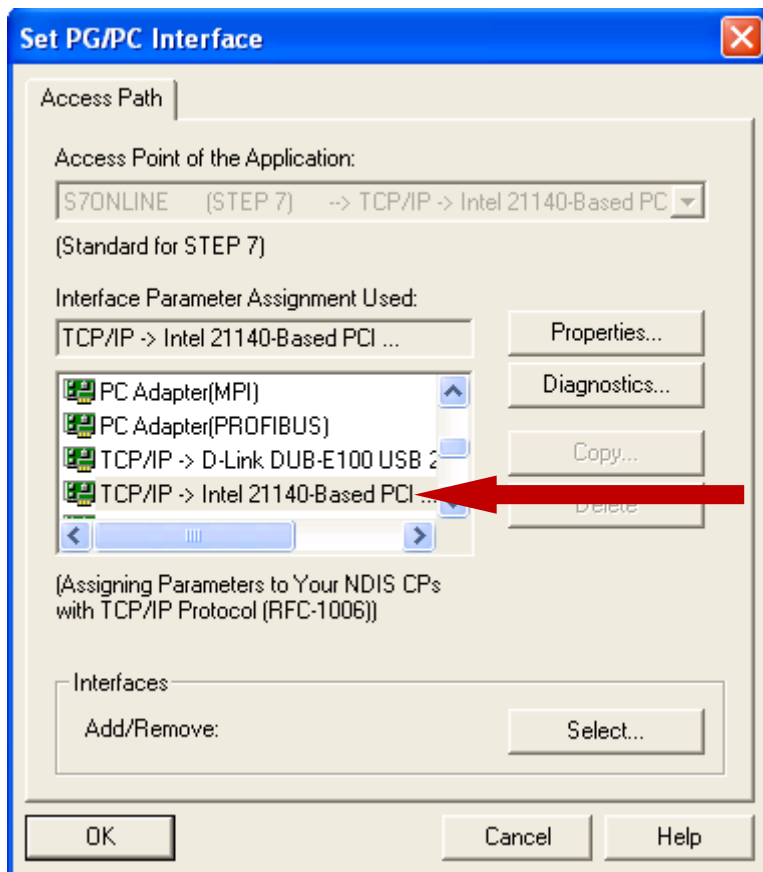 Set PG/PC Interface
Access Path
Access Point of the Application:
S7ONLINE (STEP 7) --> TCP/IP -> Intel 21140-Based PC
(Standard for STEP 7)
Interface Parameter Assignment Used:
TCP/IP -> Intel 21140-Based PCI ...
Properties...
PC Adapter(MPI)
Diagnostics...
PC Adapter(PROFIBUS)
TCP/IP -> D-Link DUB-E100 USB 2
Copy...
TCP/IP -> Intel 21140-Based PCI ...
Delete
(Assigning Parameters to Your NDIS CPs
with TCP/IP Protocol (RFC-1006))
Interfaces
Add/Remove:
Select...
OK
Cancel
Help